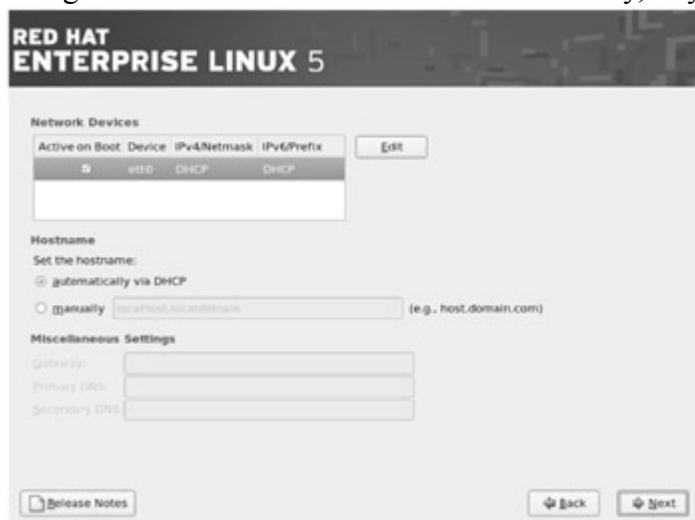 RED HAT
ENTERPRISE LINUX 5
Network Devices
Active on Boot Device IPv4/Netmask IPv6/Prefix Edit
eth0 DHCP DHCP
Hostname
Set the hostname:
automatically via DHCP
manually localhost.localdomain (e.g., host.domain.com)
Miscellaneous Settings
Gateway:
Primary DNS:
Secondary DNS:
Release Notes Back Next